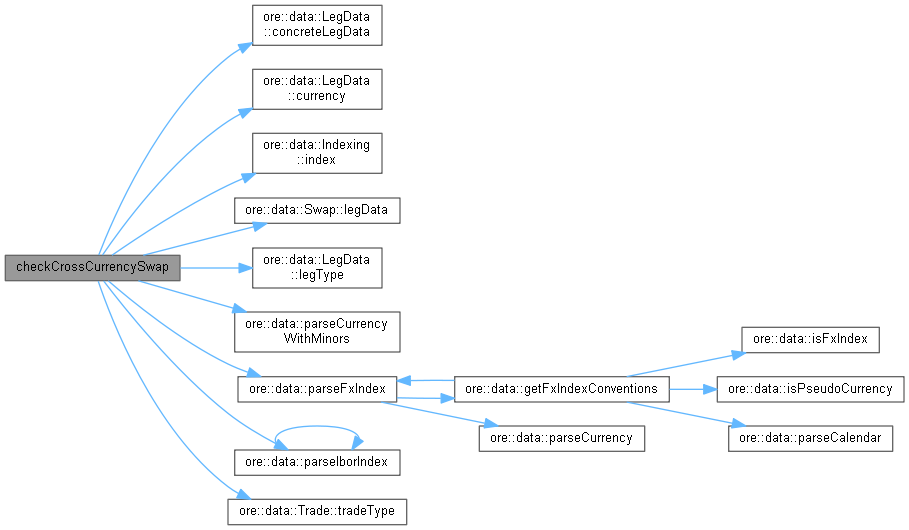 ore::data::LegData
::concreteLegData
ore::data::LegData
::currency
ore::data::Indexing
::index
ore::data::Swap::legData
checkCrossCurrencySwap
ore::data::LegData
::legType
ore::data::parseCurrency
WithMinors
ore::data::isFxIndex
ore::data::parseFxIndex
ore::data::getFxIndexConventions
ore::data::isPseudoCurrency
ore::data::parseCurrency
ore::data::parseCalendar
ore::data::parseIborIndex
ore::data::Trade::tradeType